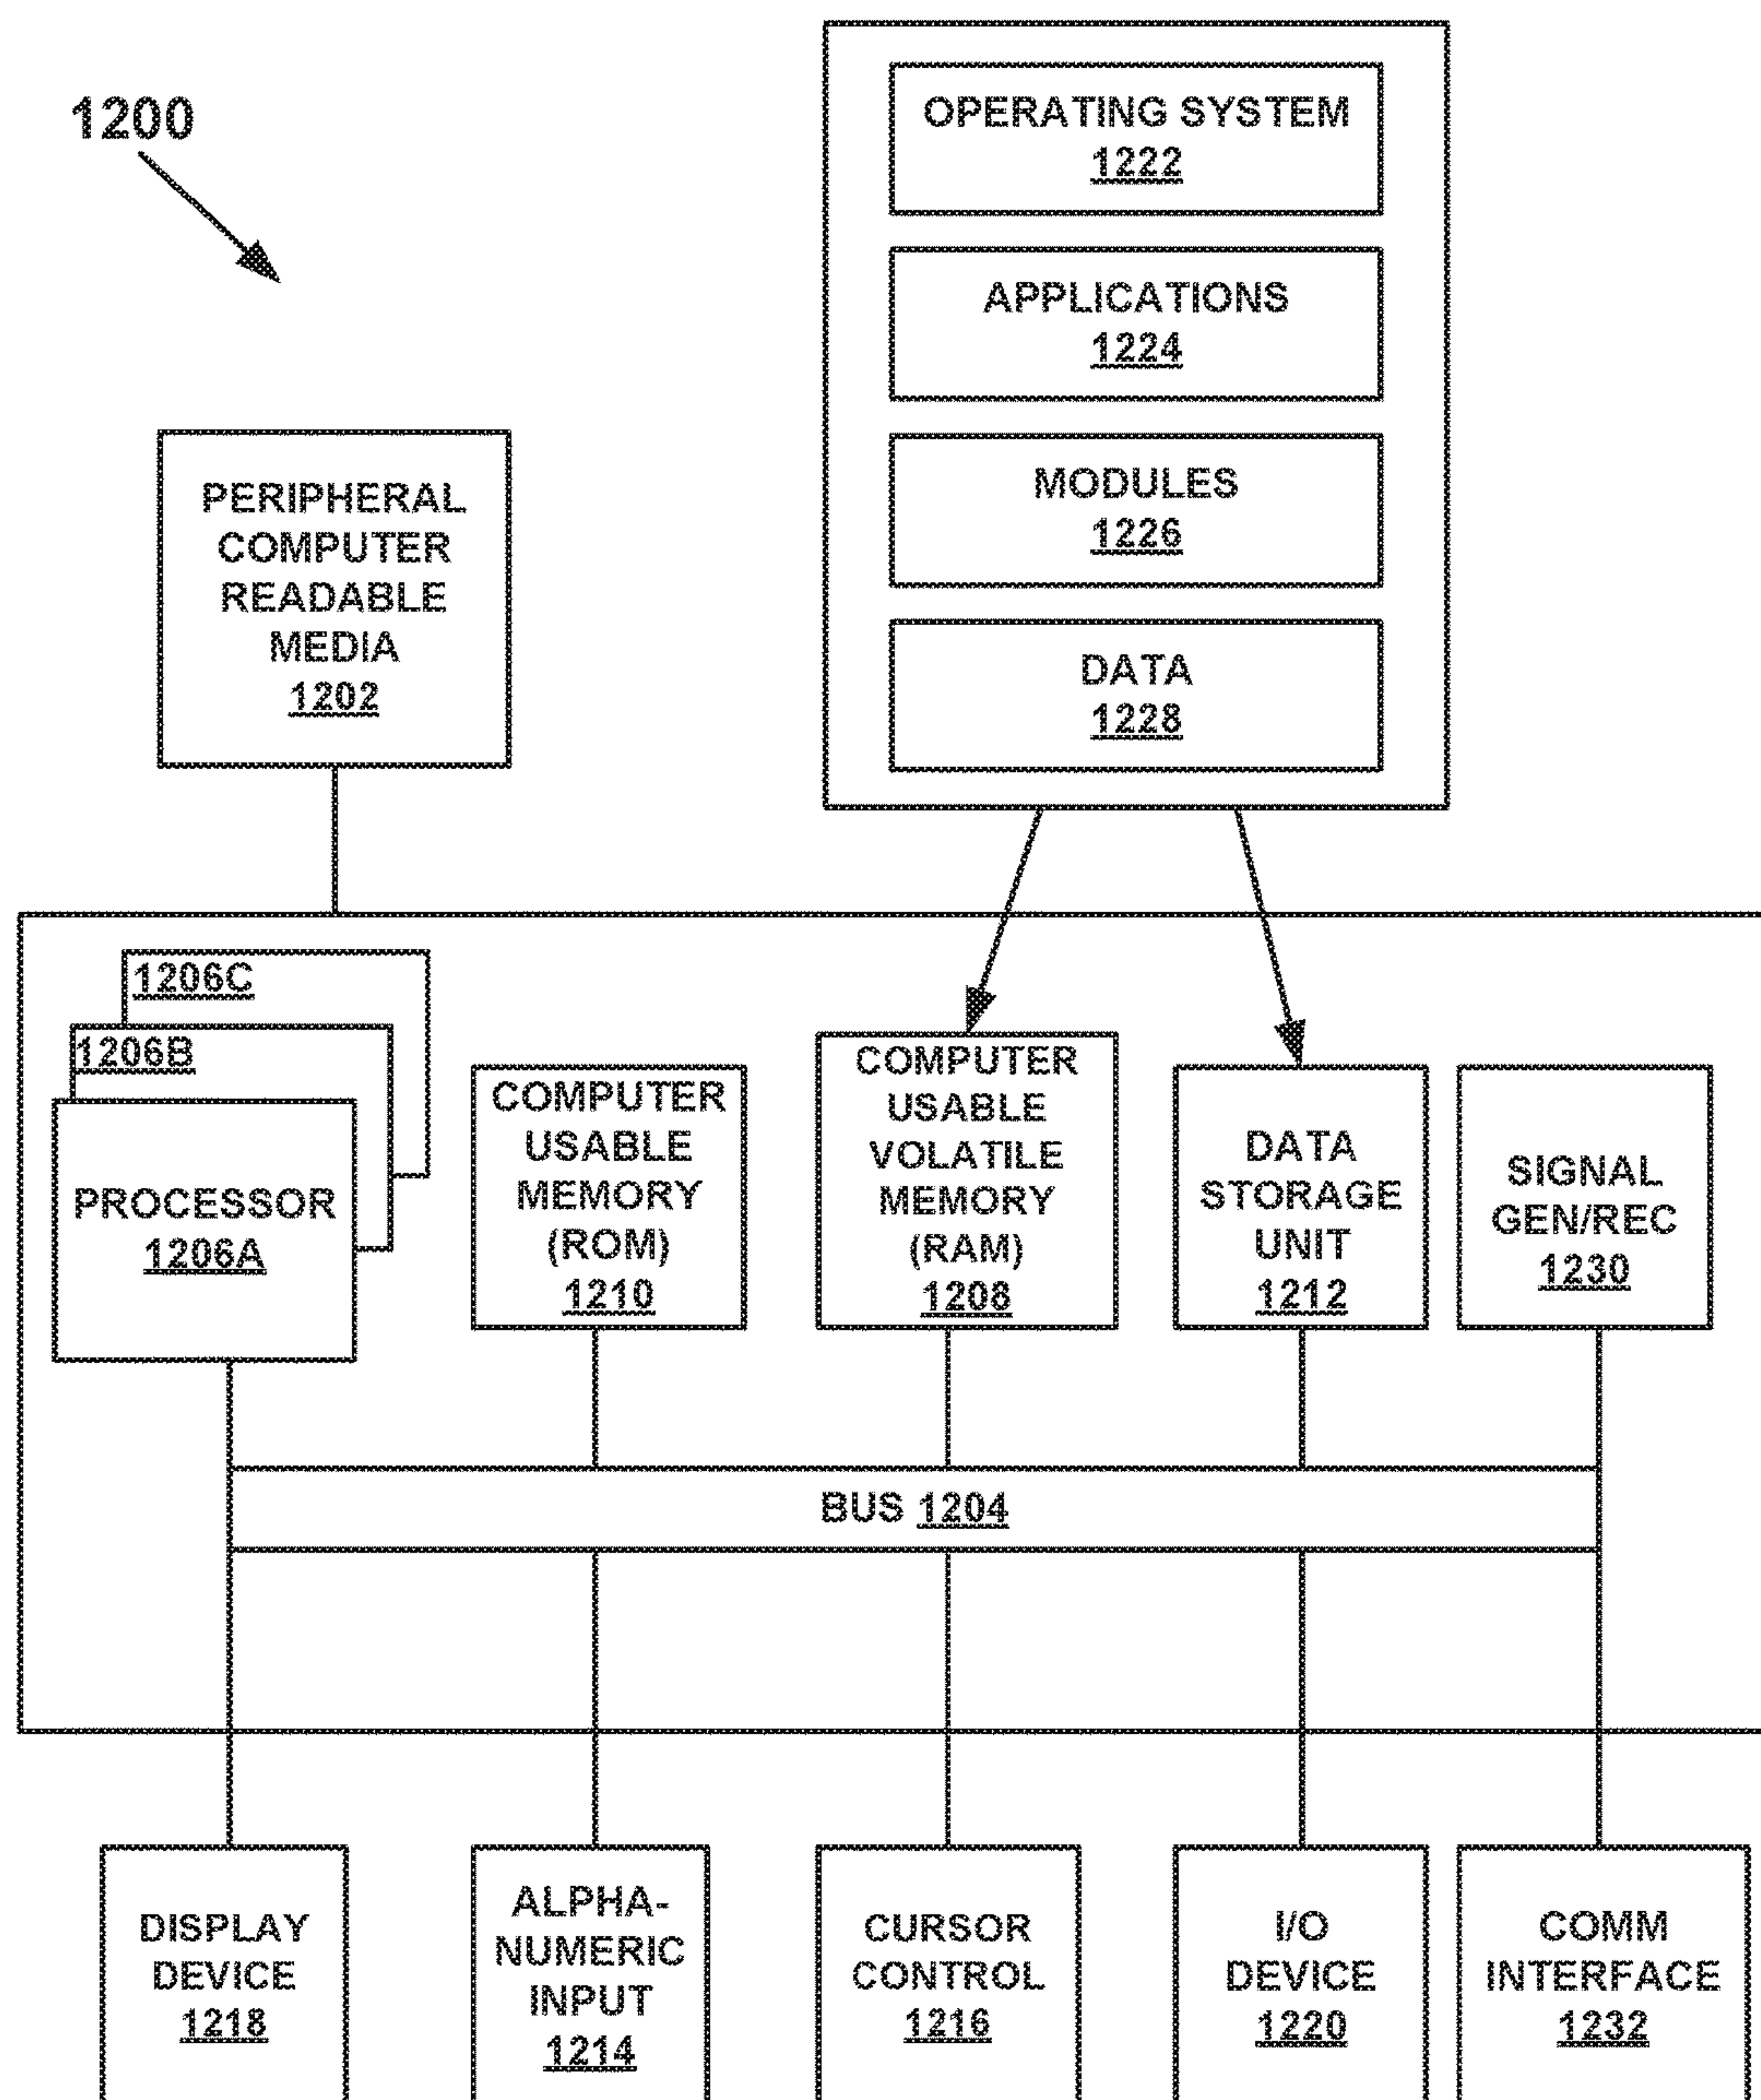 1200
OPERATING SYSTEM
1222
APPLICATIONS
1224
MODULES
1226
DATA
1228
PERIPHERAL
COMPUTER
READABLE
MEDIA
1202
1206C
1206B
PROCESSOR
1206A
COMPUTER
USABLE
MEMORY
(ROM)
1210
COMPUTER
USABLE
VOLATILE
MEMORY
(RAM)
1208
DATA
STORAGE
UNIT
1212
SIGNAL
GEN/REC
1230
BUS 1204
DISPLAY
DEVICE
1218
ALPHA-
NUMERIC
INPUT
1214
CURSOR
CONTROL
1216
I/O
DEVICE
1220
COMM
INTERFACE
1232